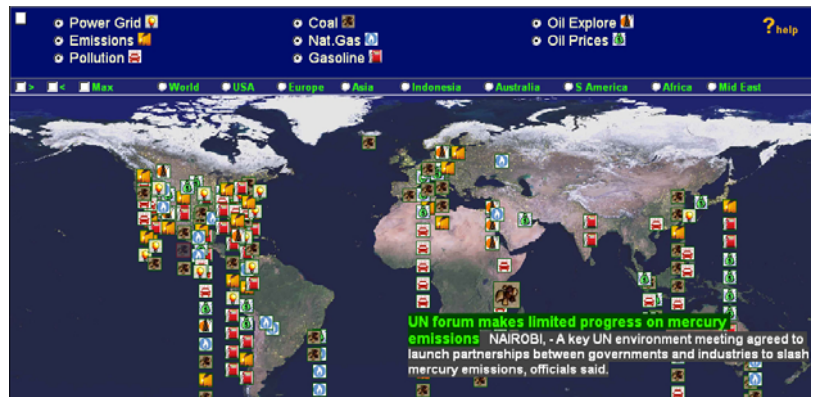 Power Grid Coal Oil Explore
Emissions Nat.Gas Oil Prices ?help
Pollution Gasoline
> < Max World USA Europe Asia Indonesia Australia S America Africa Mid East
UN forum makes limited progress on mercury
emissions NAIROBI, - A key UN environment meeting agreed to
launch partnerships between governments and industries to slash
mercury emissions, officials said.